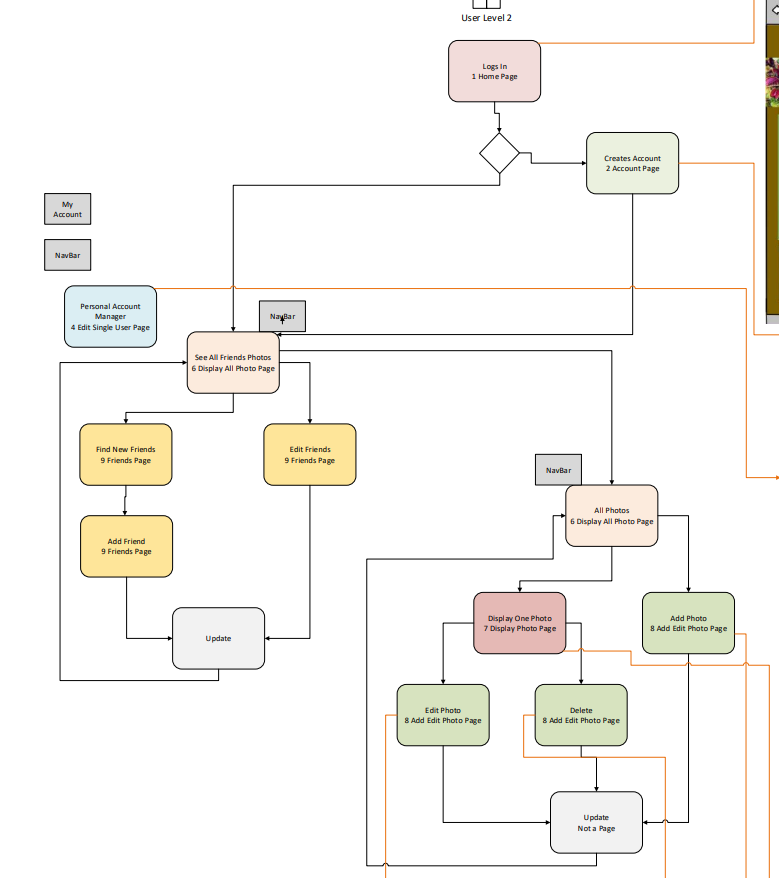 User Level 2
Logs In
1 Home Page
Creates Account
2 Account Page
My
Account
NavBar
Personal Account
Manager
4 Edit Single User Page
NavBar
See All Friends Photos
6 Display All Photo Page
Find New Friends
9 Friends Page
Edit Friends
9 Friends Page
NavBar
All Photos
6 Display All Photo Page
Add Friend
9 Friends Page
Update
Display One Photo
7 Display Photo Page
Add Photo
8 Add Edit Photo Page
Edit Photo
8 Add Edit Photo Page
Delete
8 Add Edit Photo Page
Update
Not a Page